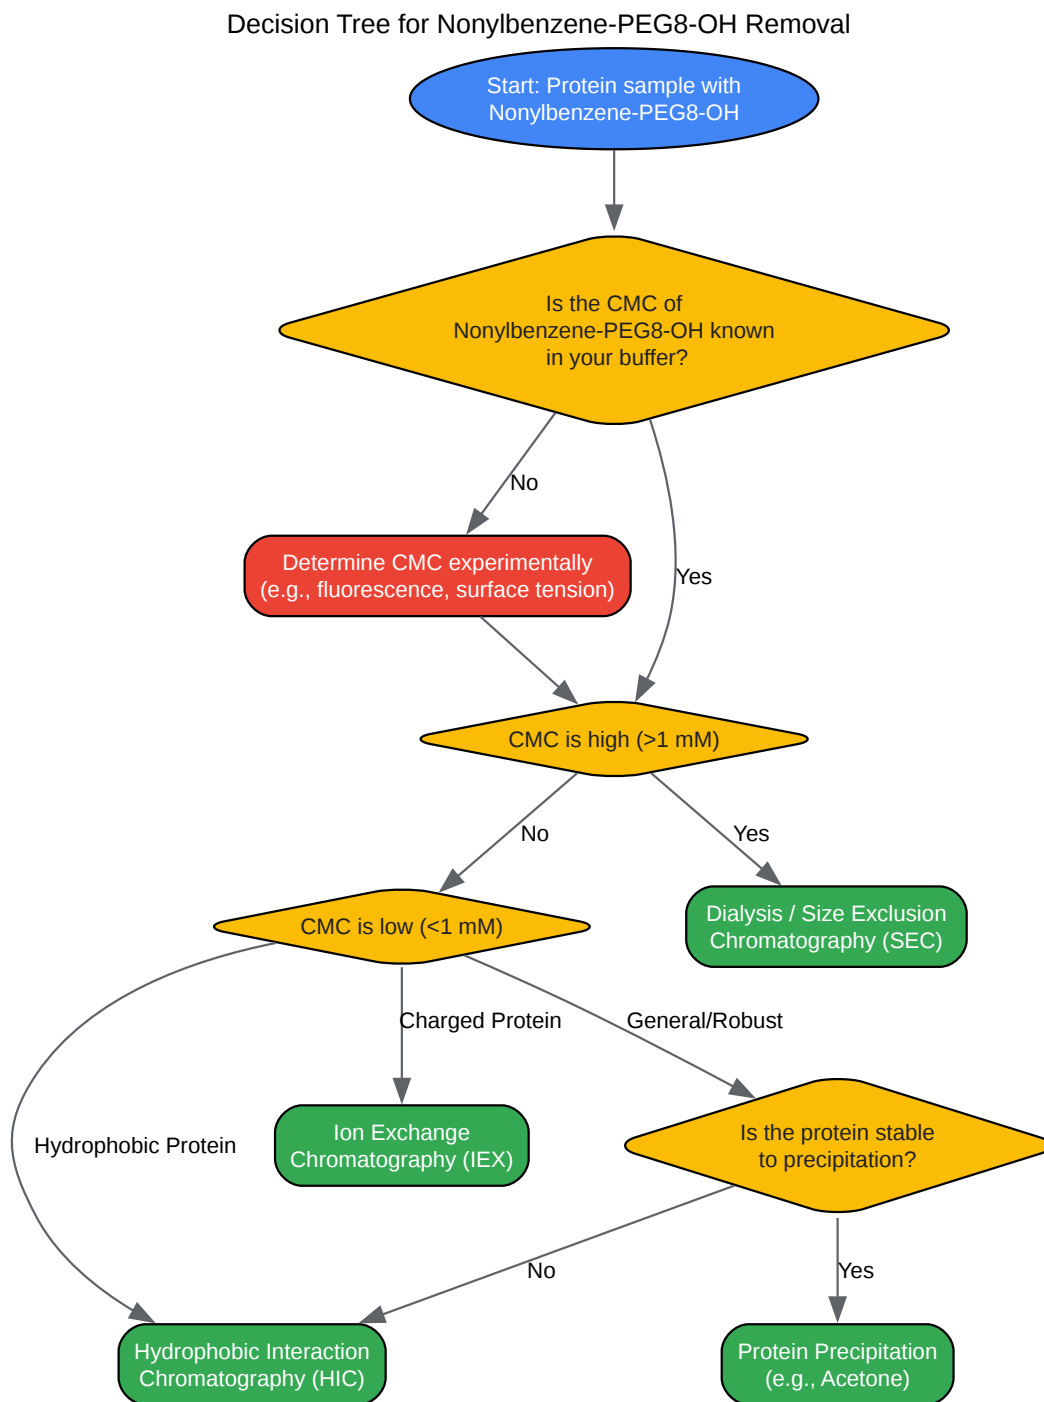 Decision Tree for Nonylbenzene-PEG8-OH Removal
Start: Protein sample with
Nonylbenzene-PEG8-OH
Is the CMC of
Nonylbenzene-PEG8-OH known
in your buffer?
No
Determine CMC experimentally
(e.g., fluorescence, surface tension)
Yes
CMC is high (>1 mM)
No
Yes
CMC is low (<1 mM)
Dialysis / Size Exclusion
Chromatography (SEC)
Charged Protein
General/Robust
Hydrophobic Protein
Ion Exchange
Chromatography (IEX)
Is the protein stable
to precipitation?
No
Yes
Hydrophobic Interaction
Chromatography (HIC)
Protein Precipitation
(e.g., Acetone)